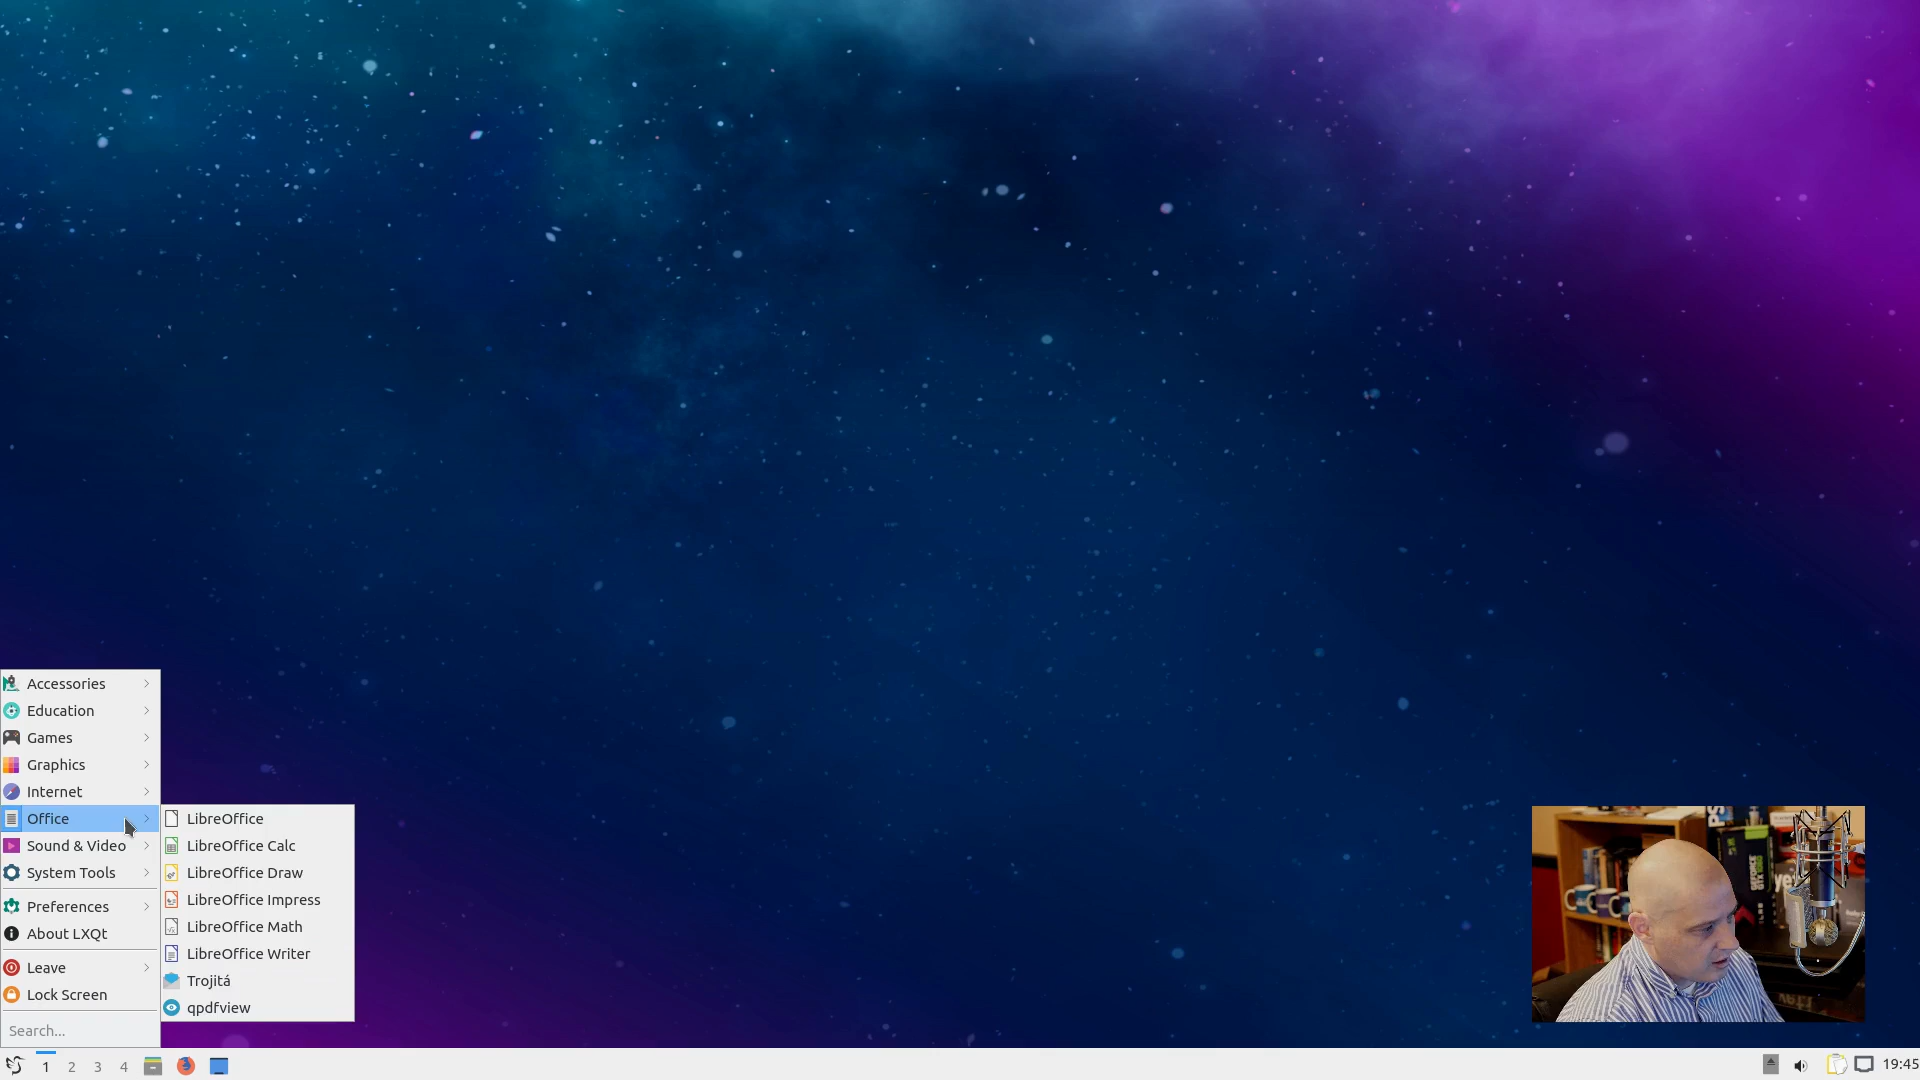 Accessories
Education
Games
Graphics
Internet
Office
Sound & Video
System Tools
Preferences
About LXQt
Leave
Lock Screen
Search...
LibreOffice
LibreOffice Calc
LibreOffice Draw
LibreOffice Impress
LibreOffice Math
LibreOffice Writer
Trojitá
qpdfview
1 2 3 4
19:45